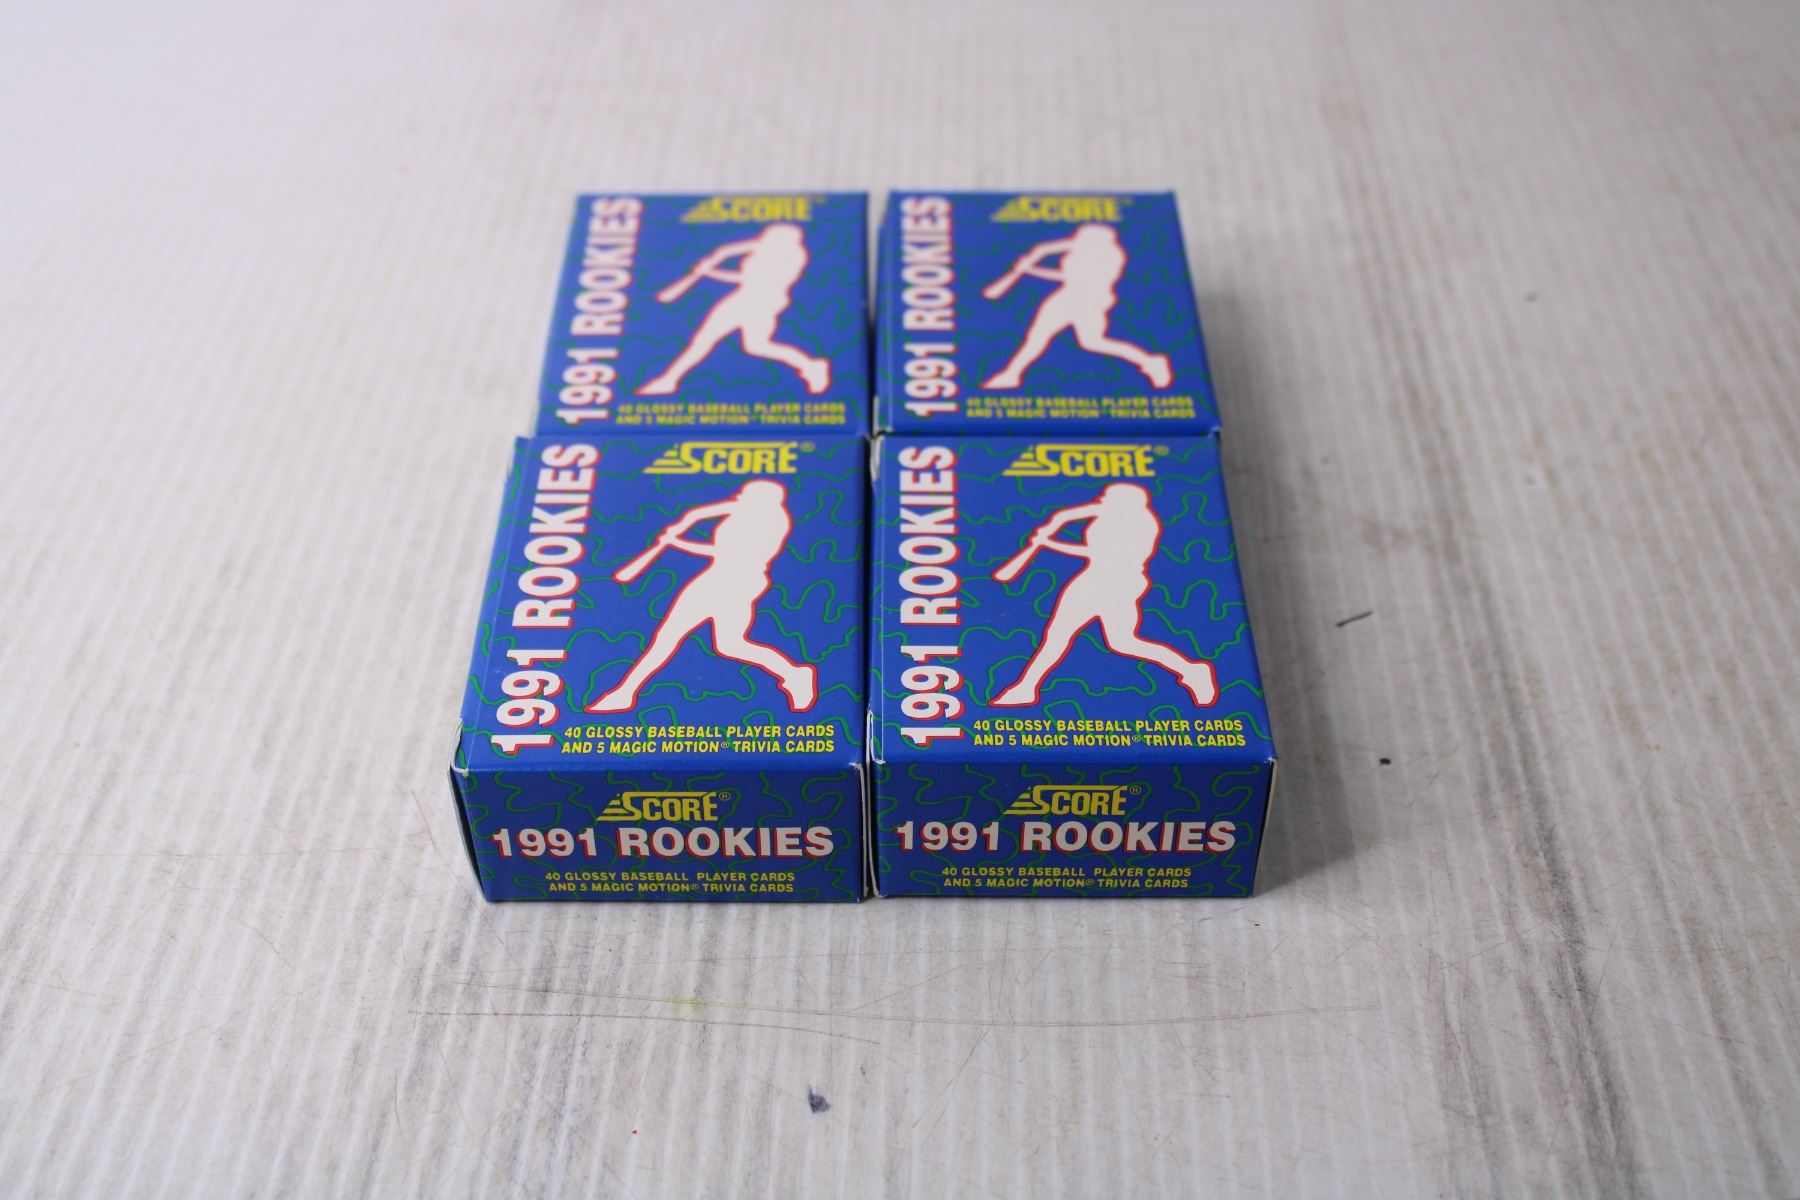 SCORE®
1991 ROOKIES
40 GLOSSY BASEBALL PLAYER CARDS
AND 5 MAGIC MOTION® TRIVIA CARDS
SCORE®
1991 ROOKIES
40 GLOSSY BASEBALL PLAYER CARDS
AND 5 MAGIC MOTION® TRIVIA CARDS
SCORE®
1991 ROOKIES
40 GLOSSY BASEBALL PLAYER CARDS
AND 5 MAGIC MOTION® TRIVIA CARDS
SCORE®
1991 ROOKIES
40 GLOSSY BASEBALL PLAYER CARDS
AND 5 MAGIC MOTION® TRIVIA CARDS
SCORE®
1991 ROOKIES
40 GLOSSY BASEBALL PLAYER CARDS
AND 5 MAGIC MOTION® TRIVIA CARDS
SCORE®
1991 ROOKIES
40 GLOSSY BASEBALL PLAYER CARDS
AND 5 MAGIC MOTION® TRIVIA CARDS